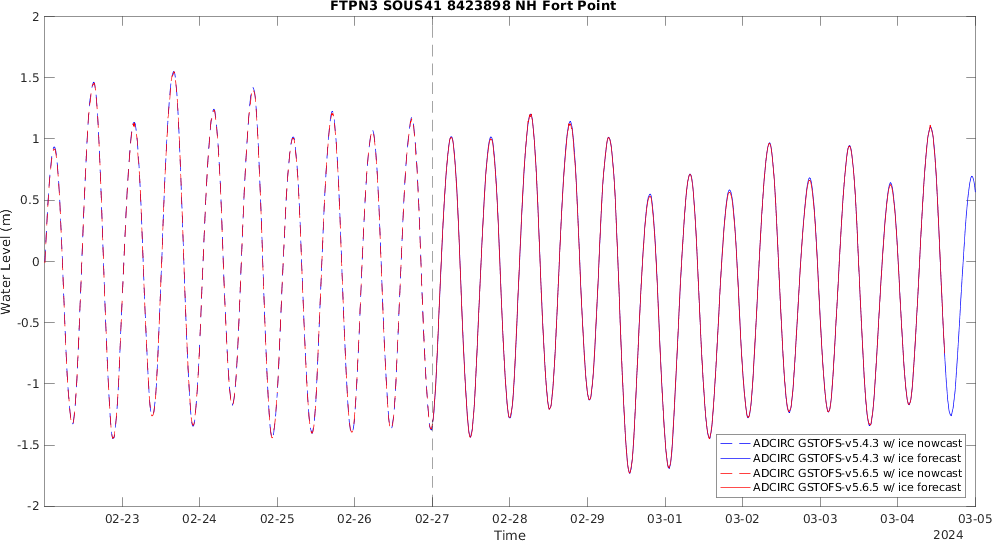 FTPN3 SOUS41 8423898 NH Fort Point
2
1.5
1
0.5
0
-0.5
-1
-1.5
-2
Water Level (m)
02-23 02-24 02-25 02-26 02-27 02-28 02-29 03-01 03-02 03-03 03-04 03-05
Time
2024
ADCIRC GSTOFS-v5.4.3 w/ ice nowcast
ADCIRC GSTOFS-v5.4.3 w/ ice forecast
ADCIRC GSTOFS-v5.6.5 w/ ice nowcast
ADCIRC GSTOFS-v5.6.5 w/ ice forecast